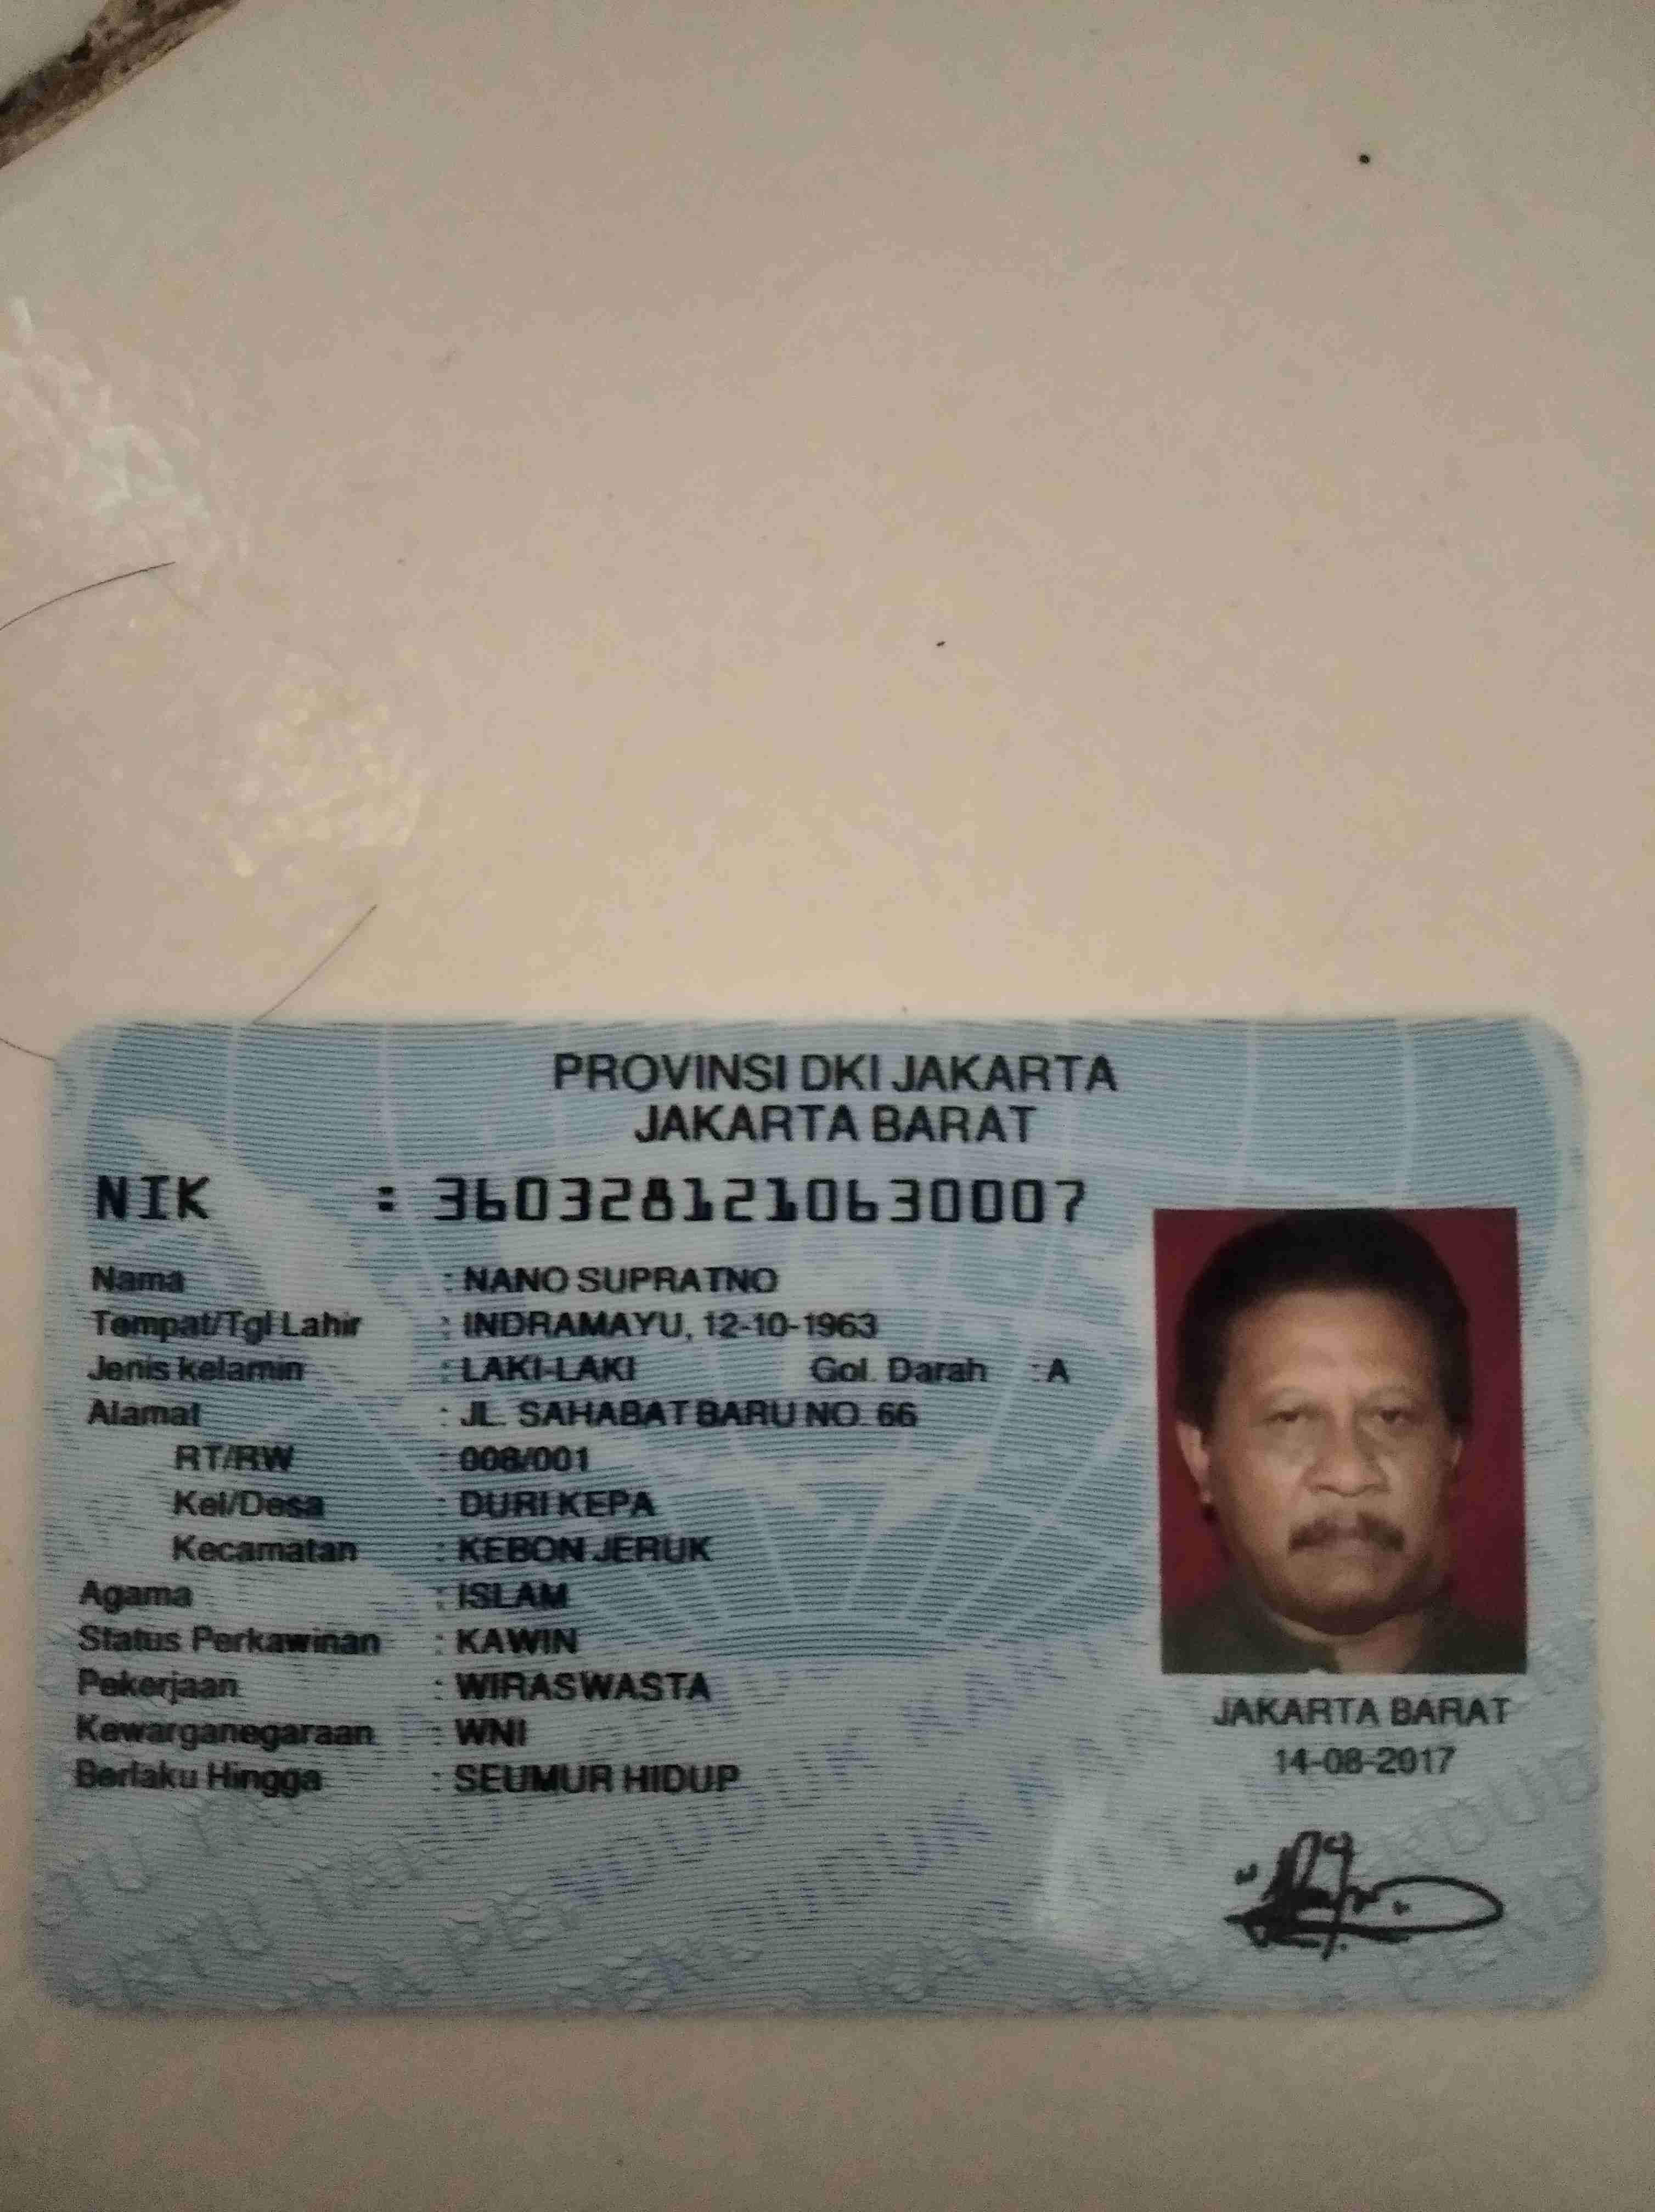 PROVINSI DKI JAKARTA
JAKARTA BARAT
NIK : 3603281210630007
Nama : NANO SUPRATNO
Tempat/Tgl Lahir : INDRAMAYU, 12-10-1963
Jenis kelamin : LAKI-LAKI Gol. Darah : A
Alamat : JL. SAHABAT BARU NO. 66
RT/RW : 008/001
Kel/Desa : DURI KEPA
Kecamatan : KEBON JERUK
Agama : ISLAM
Status Perkawinan : KAWIN
Pekerjaan : WIRASWASTA
Kewarganegaraan : WNI
Berlaku Hingga : SEUMUR HIDUP
JAKARTA BARAT
14-08-2017